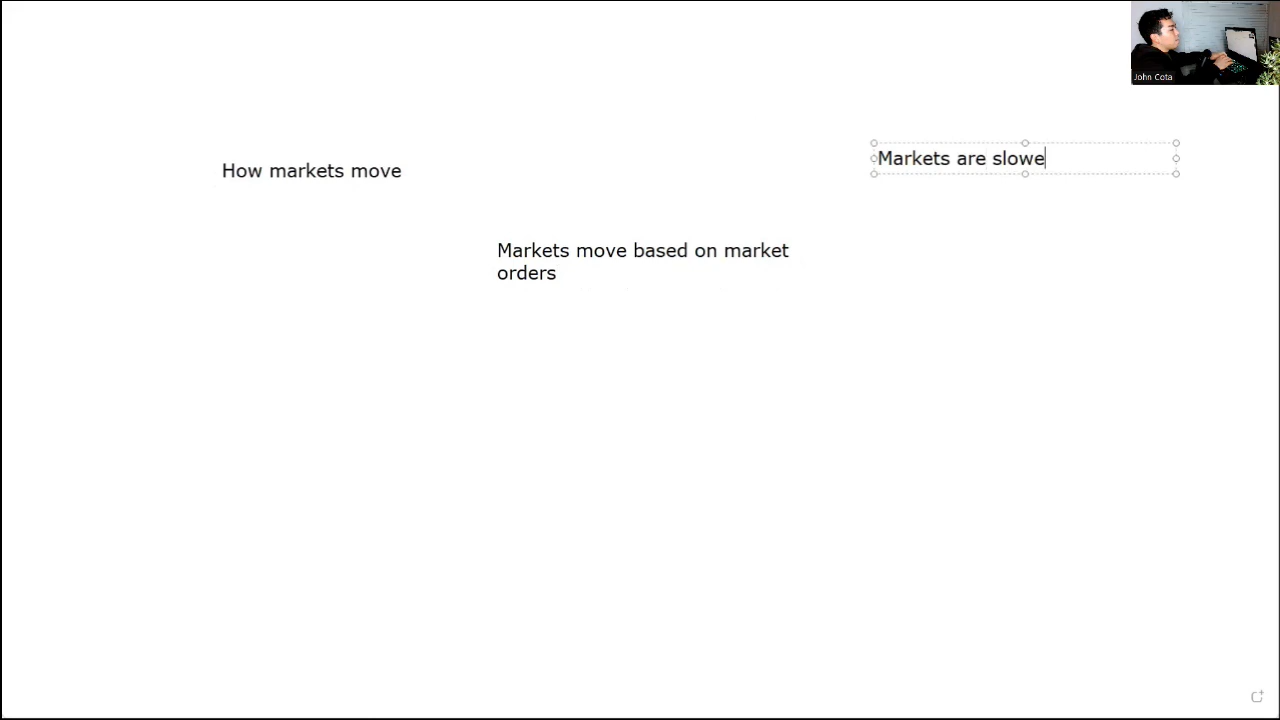 John Cota
How markets move
Markets are slowe
Markets move based on market
orders